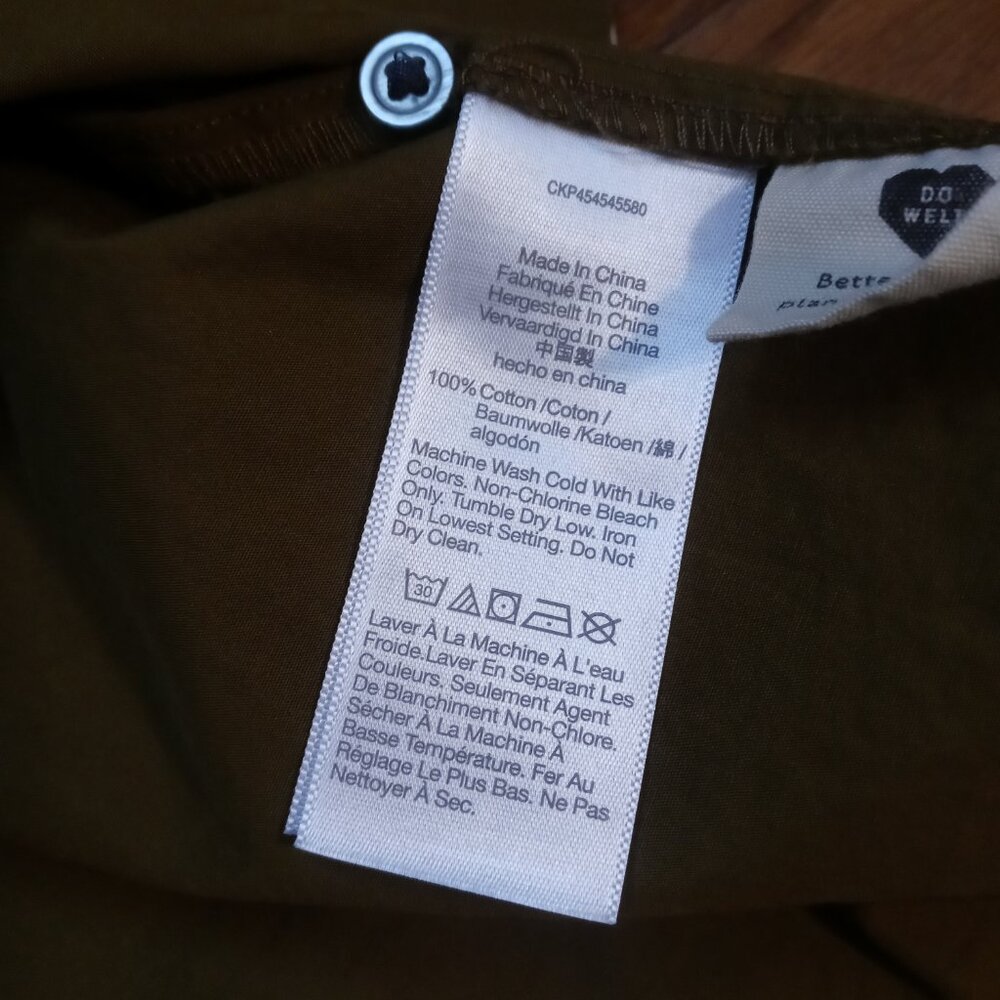 CKP454545580
Made In China
Fabriqué En Chine
Hergestellt In China
Vervaardigd In China
中国製
hecho en china
100% Cotton /Coton /
Baumwolle /Katoen /綿 /
algodón
Machine Wash Cold With Like
Colors. Non-Chlorine Bleach
Only. Tumble Dry Low. Iron
On Lowest Setting. Do Not
Dry Clean.
30
Laver À La Machine À L'eau
Froide.Laver En Séparant Les
Couleurs. Seulement Agent
De Blanchiment Non-Chlore.
Sécher À La Machine À
Basse Température. Fer Au
Réglage Le Plus Bas. Ne Pas
Nettoyer À Sec.
DO
WELL